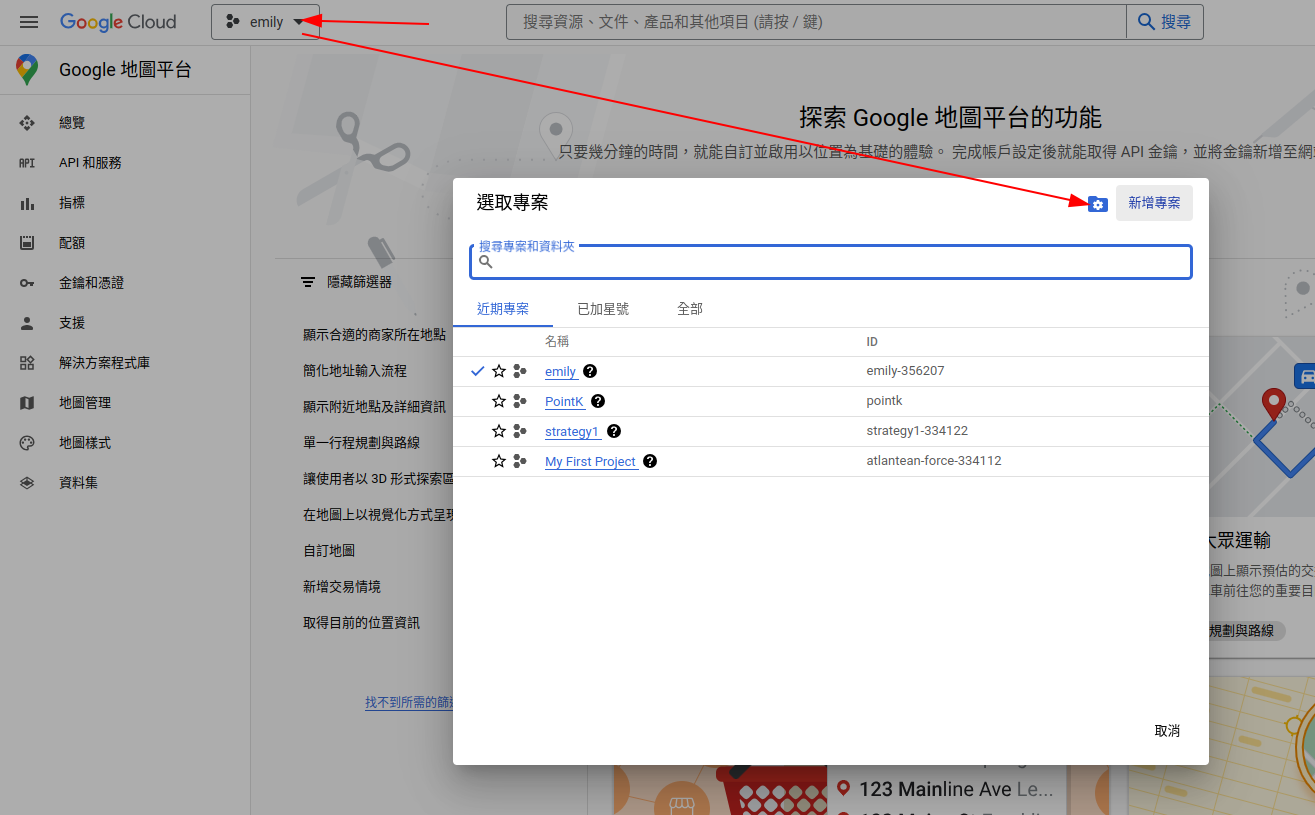 Google Cloud
emily
搜尋資源、文件、產品和其他項目 (請按 / 鍵)
搜尋
Google 地圖平台
總覽
API 和服務
指標
配額
金鑰和憑證
支援
解決方案程式庫
地圖管理
地圖樣式
資料集
探索 Google 地圖平台的功能
只要幾分鐘的時間，就能自訂並啟用以位置為基礎的體驗。 完成帳戶設定後就能取得 API 金鑰，並將金鑰新增至網
隱藏篩選器
顯示合適的商家所在地點
簡化地址輸入流程
顯示附近地點及詳細資訊
單一行程規劃與路線
讓使用者以 3D 形式探索區
在地圖上以視覺化方式呈現
自訂地圖
新增交易情境
取得目前的位置資訊
找不到所需的篩
選取專案
新增專案
搜尋專案和資料夾
近期專案 已加星號 全部
名稱 ID
emily emily-356207
PointK pointk
strategy1 strategy1-334122
My First Project atlantean-force-334112
取消
大眾運輸
圖上顯示預估的交
車前往您的重要目
規劃與路線
123 Mainline Ave Le...